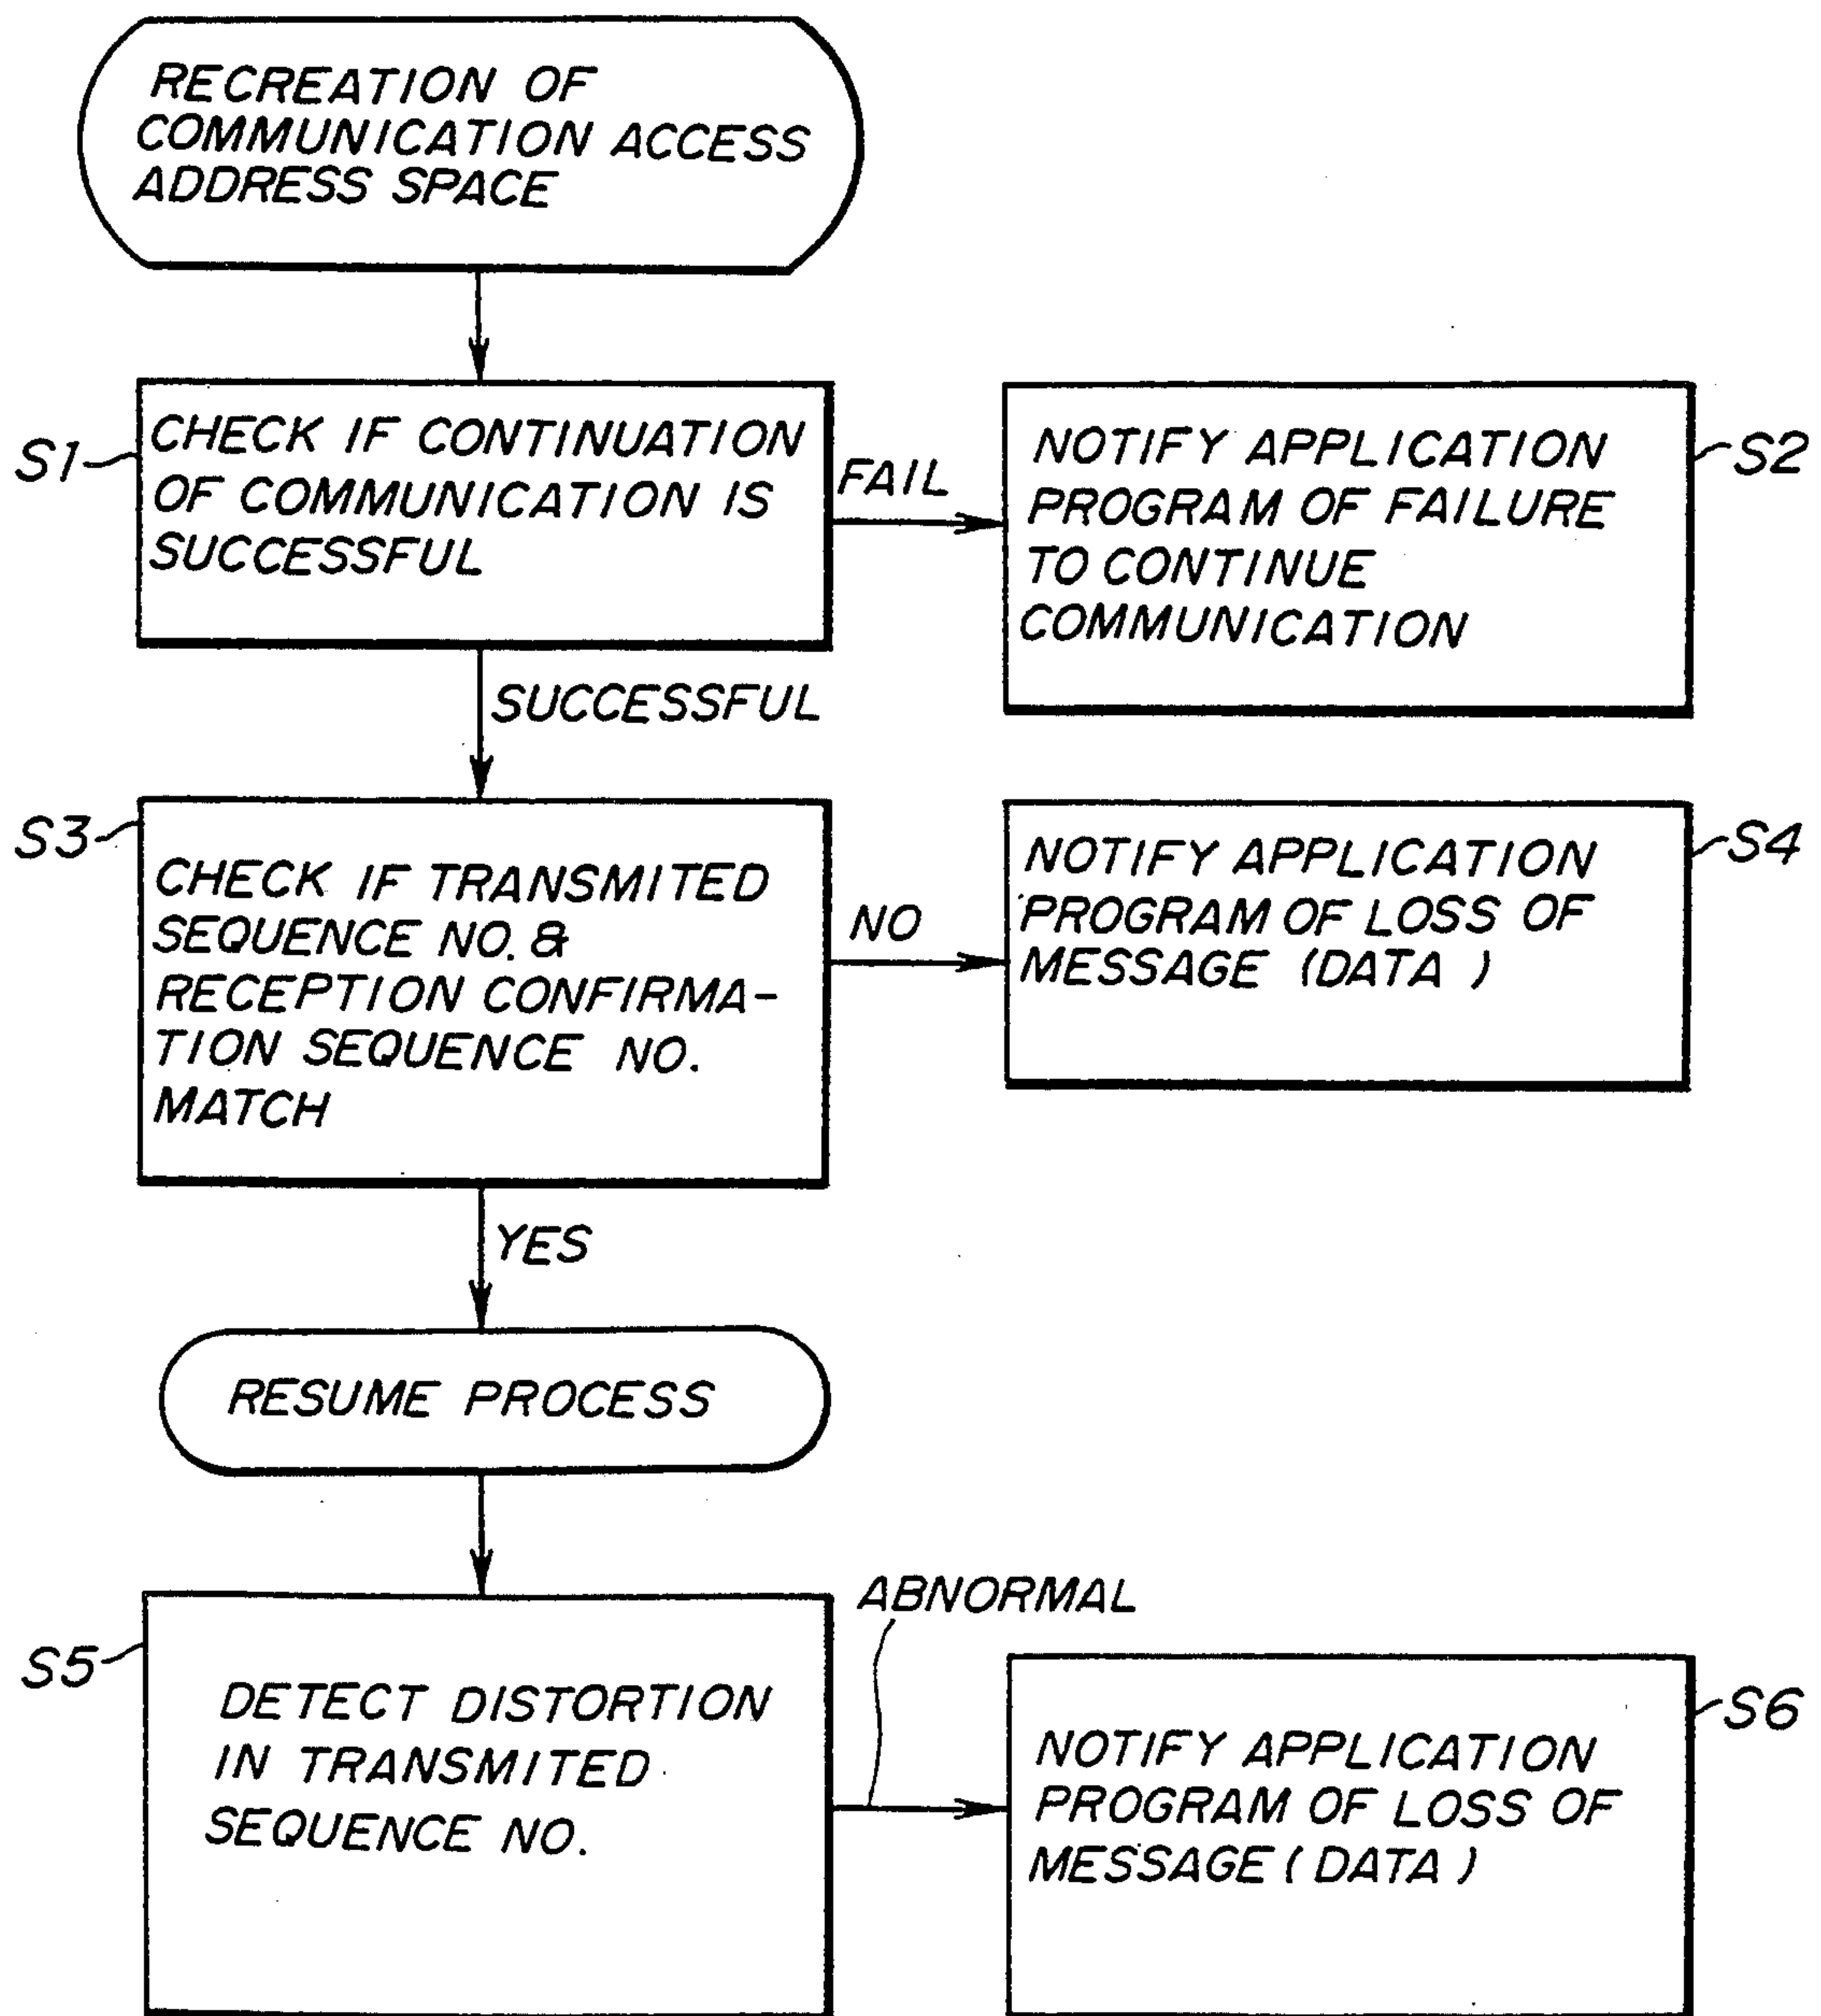 RECREATION OF
COMMUNICATION ACCESS
ADDRESS SPACE
S1
CHECK IF CONTINUATION
OF COMMUNICATION IS
SUCCESSFUL
FAIL
NOTIFY APPLICATION
PROGRAM OF FAILURE
TO CONTINUE
COMMUNICATION
S2
SUCCESSFUL
S3
CHECK IF TRANSMITED
SEQUENCE NO. &
RECEPTION CONFIRMA-
TION SEQUENCE NO.
MATCH
NO
NOTIFY APPLICATION
PROGRAM OF LOSS OF
MESSAGE (DATA)
S4
YES
RESUME PROCESS
S5
DETECT DISTORTION
IN TRANSMITED
SEQUENCE NO.
ABNORMAL
NOTIFY APPLICATION
PROGRAM OF LOSS OF
MESSAGE (DATA)
S6